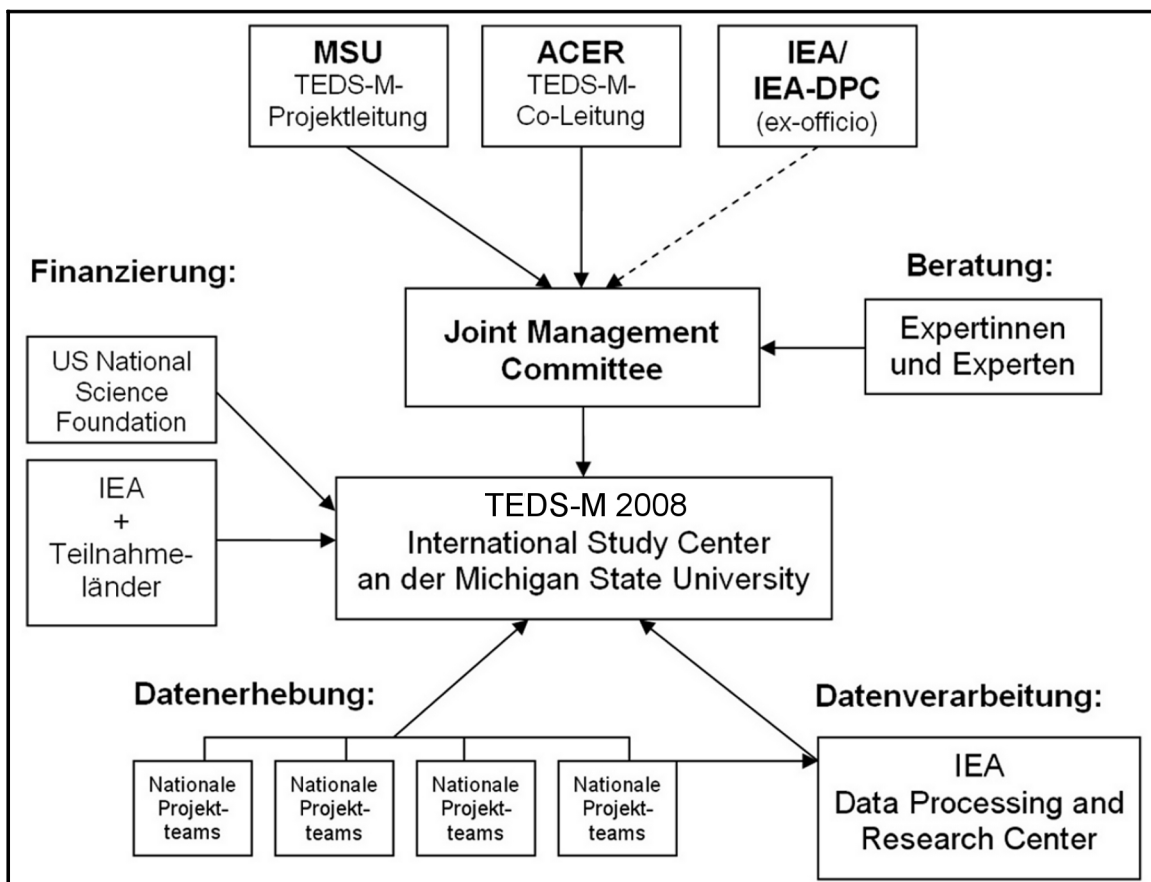 MSU
TEDS-M-
Projektleitung
ACER
TEDS-M-
Co-Leitung
IEA/
IEA-DPC
(ex-officio)
Finanzierung:
Beratung:
Joint Management
Committee
Expertinnen
und Experten
US National
Science
Foundation
IEA
+
Teilnahme-
länder
TEDS-M 2008
International Study Center
an der Michigan State University
Datenerhebung:
Datenverarbeitung:
Nationale
Projekt-
teams
Nationale
Projekt-
teams
Nationale
Projekt-
teams
Nationale
Projekt-
teams
IEA
Data Processing and
Research Center